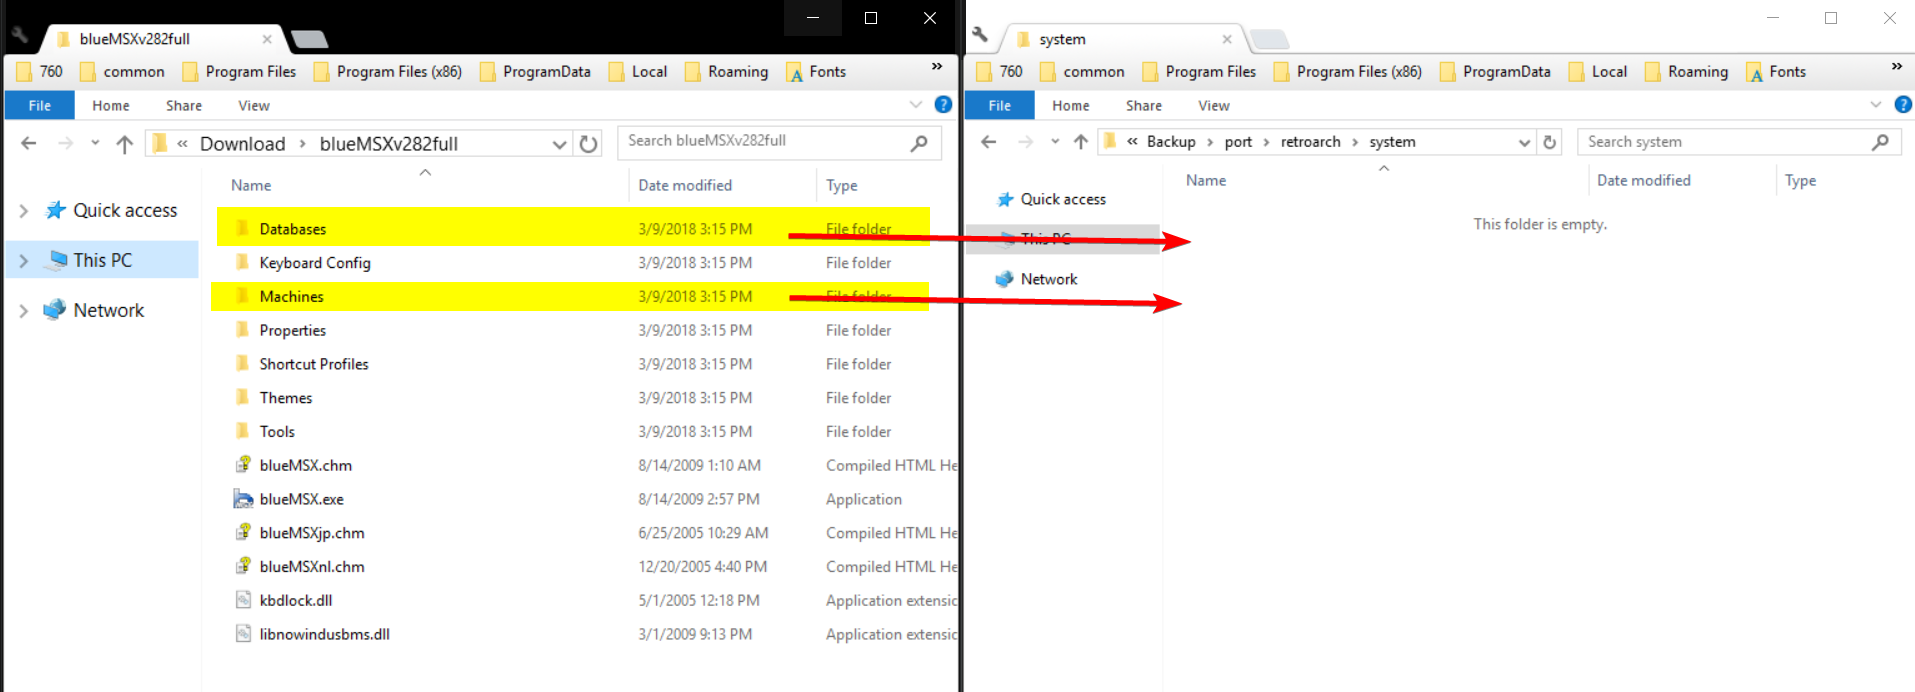 blueMSXv282full
760 common Program Files Program Files (x86) ProgramData Local Roaming Fonts »
File Home Share View ?
« Download › blueMSXv282full Search blueMSXv282full
Name Date modified Type
Quick access
This PC
Network
Databases 3/9/2018 3:15 PM File folder
Keyboard Config 3/9/2018 3:15 PM File folder
Machines 3/9/2018 3:15 PM File folder
Properties 3/9/2018 3:15 PM File folder
Shortcut Profiles 3/9/2018 3:15 PM File folder
Themes 3/9/2018 3:15 PM File folder
Tools 3/9/2018 3:15 PM File folder
blueMSX.chm 8/14/2009 1:10 AM Compiled HTML He
blueMSX.exe 8/14/2009 2:57 PM Application
blueMSXjp.chm 6/25/2005 10:29 AM Compiled HTML He
blueMSXnl.chm 12/20/2005 4:40 PM Compiled HTML He
kbdlock.dll 5/1/2005 12:18 PM Application extensic
libnowindusbms.dll 3/1/2009 9:13 PM Application extensic
system
760 common Program Files Program Files (x86) ProgramData Local Roaming Fonts »
File Home Share View ?
« Backup › port › retroarch › system Search system
Name Date modified Type
Quick access
This PC
Network
This folder is empty.